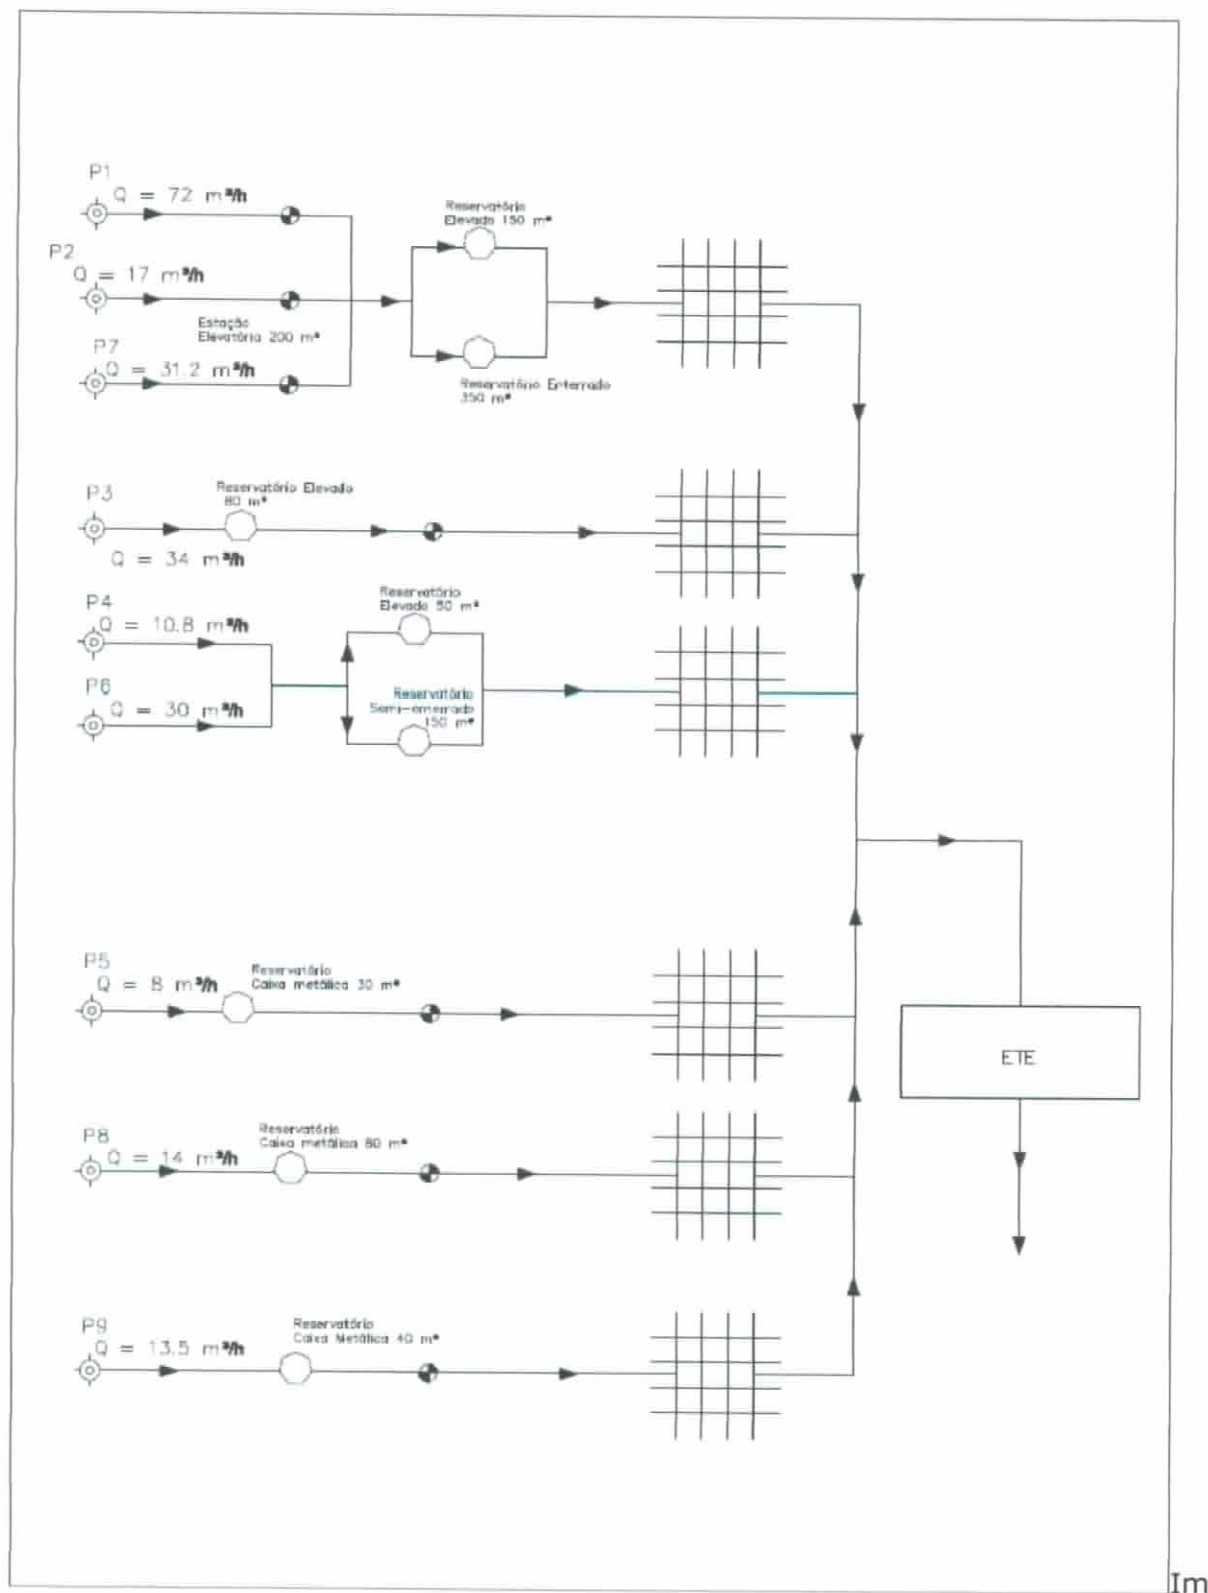 P1
Q = 72 m³/h
P2
Q = 17 m³/h
Estação
Elevatória 200 m³
P7
Q = 31.2 m³/h
Reservatório
Elevado 150 m³
Reservatório Enterrado
350 m³
P3
Reservatório Elevado
80 m³
Q = 34 m³/h
P4
Q = 10.8 m³/h
P6
Q = 30 m³/h
Reservatório
Elevado 50 m³
Reservatório
Semi-enterrado
150 m³
P5
Q = 8 m³/h
Reservatório
Caixa metálica 30 m³
ETE
P8
Q = 14 m³/h
Reservatório
Caixa metálica 80 m³
P9
Q = 13.5 m³/h
Reservatório
Caixa Metálica 40 m³
Im